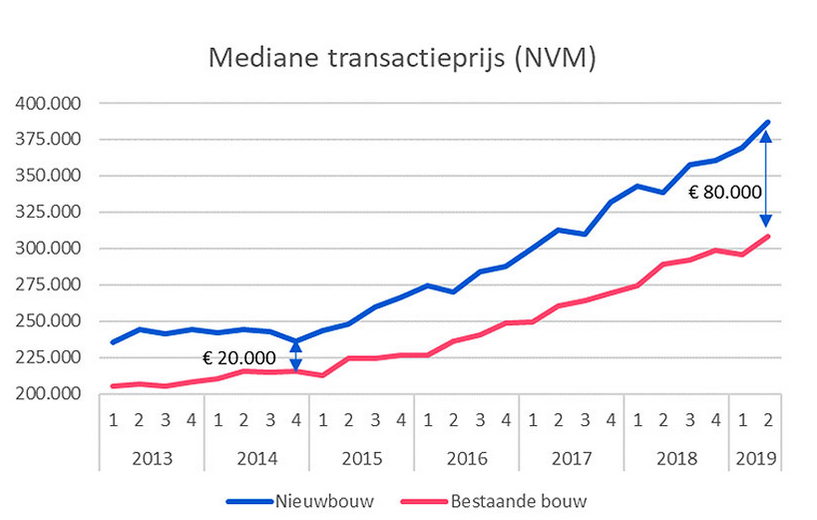 Mediane transactieprijs (NVM)
400.000
375.000
350.000
€ 80.000
325.000
300.000
275.000
250.000
€ 20.000
225.000
200.000
1 2 3 4 1 2 3 4 1 2 3 4 1 2 3 4 1 2 3 4 1 2 3 4 1 2
2013 2014 2015 2016 2017 2018 2019
Nieuwbouw Bestaande bouw